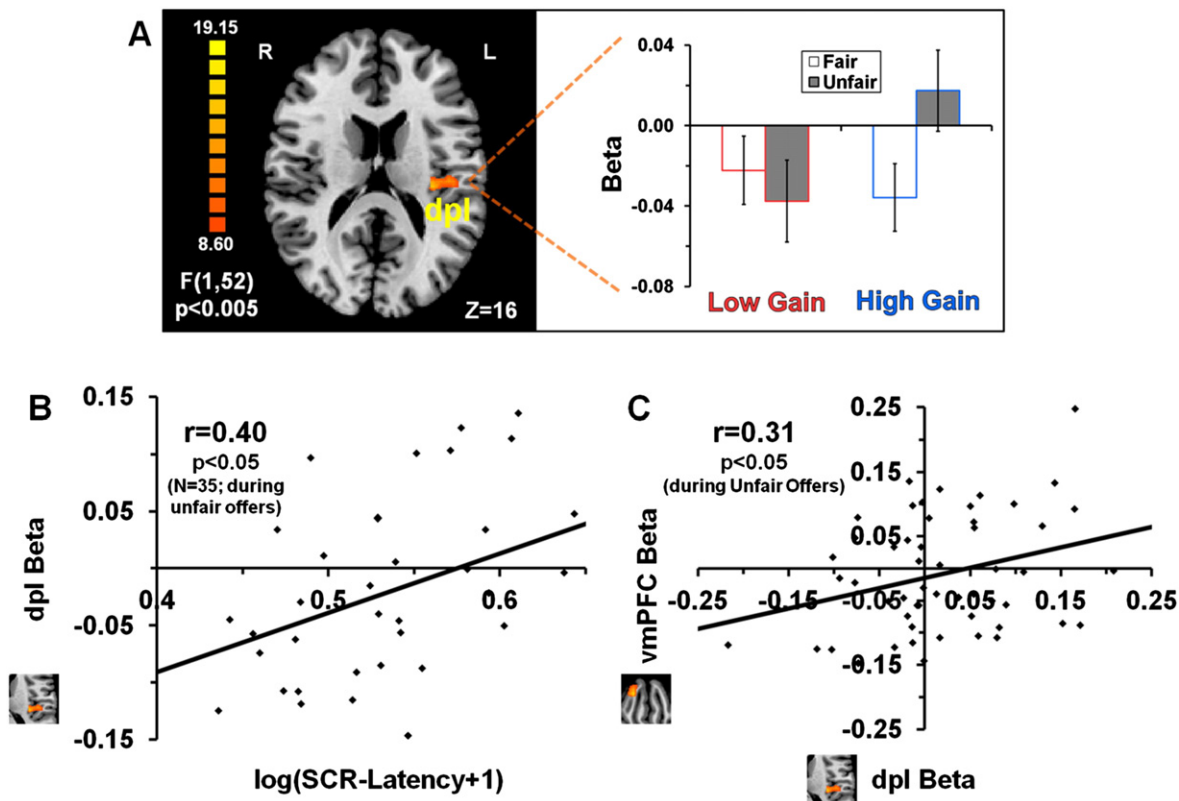 A
19.15
R
L
dpI
8.60
F(1,52)
p<0.005
Z=16
0.04
0.00
-0.04
-0.08
Beta
Fair
Unfair
Low Gain
High Gain
B
0.15
0.05
-0.05
-0.15
dpI Beta
r=0.40
p<0.05
(N=35; during
unfair offers)
0.4
0.5
0.6
log(SCR-Latency+1)
C
0.25
0.15
0.05
-0.05
-0.15
-0.25
vmPFC Beta
r=0.31
p<0.05
(during Unfair Offers)
-0.25
-0.15
-0.05
0.05
0.15
0.25
dpI Beta